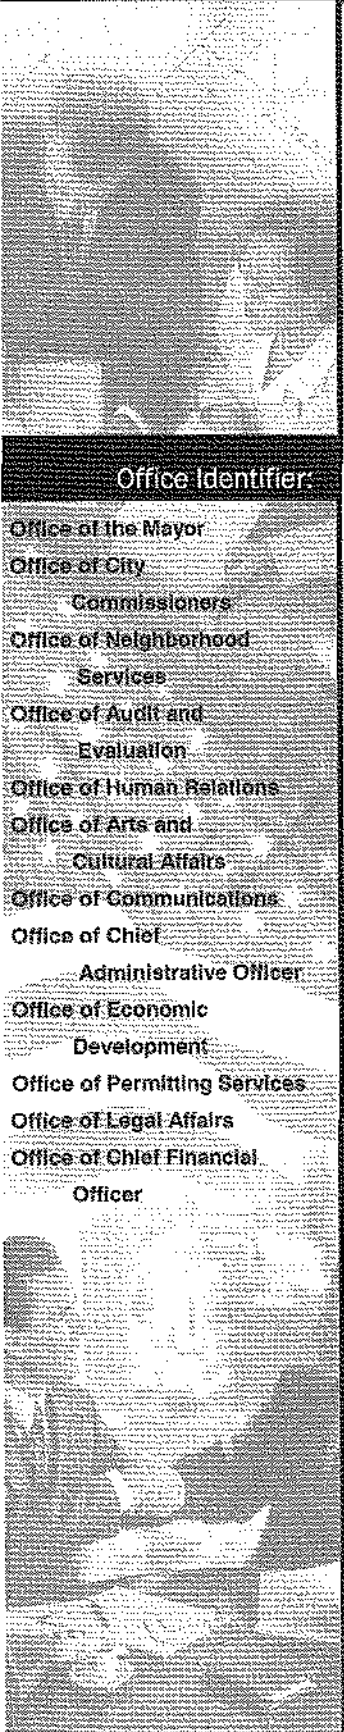 Office Identifier:
Office of the Mayor
Office of City
Commissioners
Office of Neighborhood
Services
Office of Audit and
Evaluation
Office of Human Relations
Office of Arts and
Cultural Affairs
Office of Communications
Office of Chief
Administrative Officer
Office of Economic
Development
Office of Permitting Services
Office of Legal Affairs
Office of Chief Financial
Officer